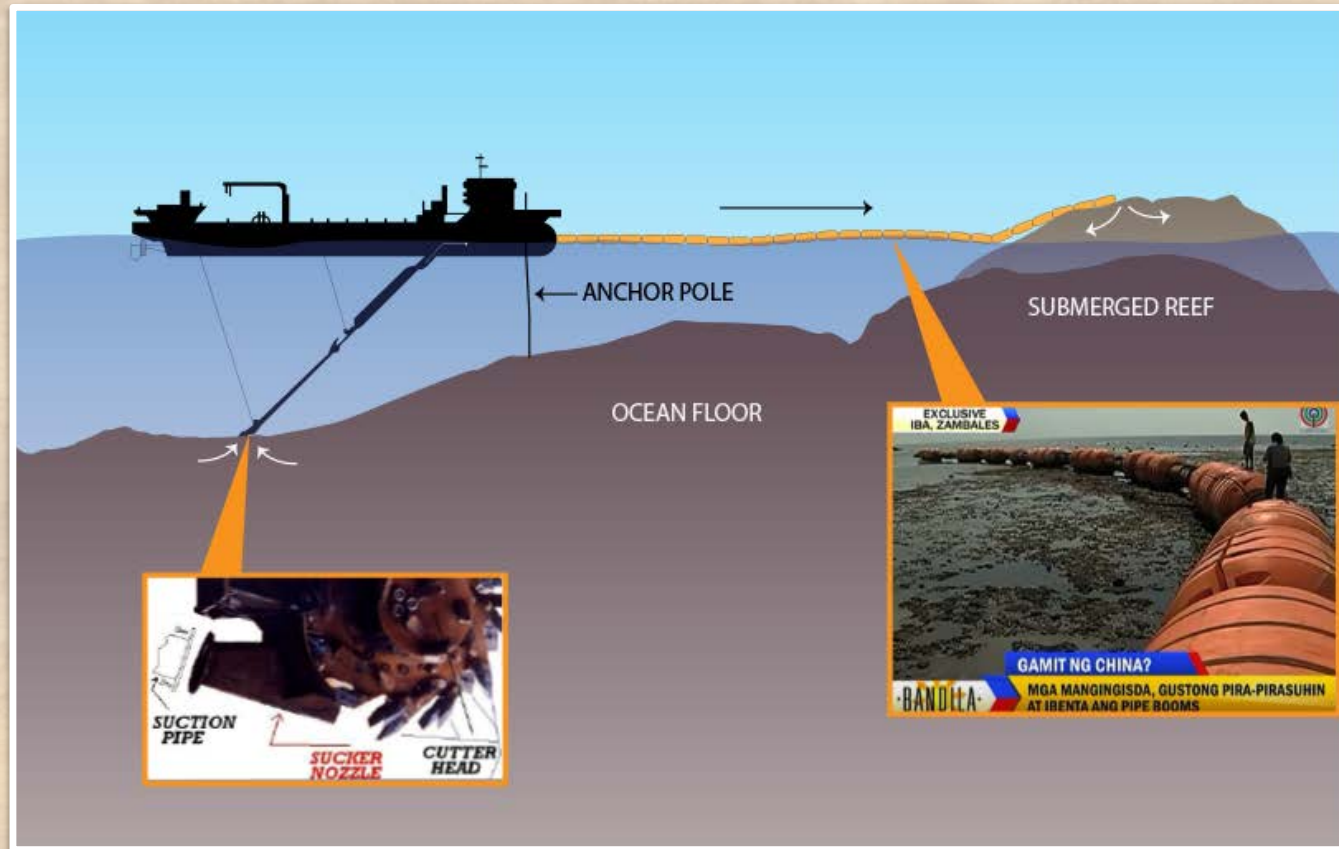 ANCHOR POLE
SUBMERGED REEF
OCEAN FLOOR
EXCLUSIVE
IBA, ZAMBALES
GAMIT NG CHINA?
·BANDILA·
MGA MANGINGISDA, GUSTONG PIRA-PIRASUHIN
AT IBENTA ANG PIPE BOOMS
SUCTION
PIPE
SUCKER
NOZZLE
CUTTER
HEAD